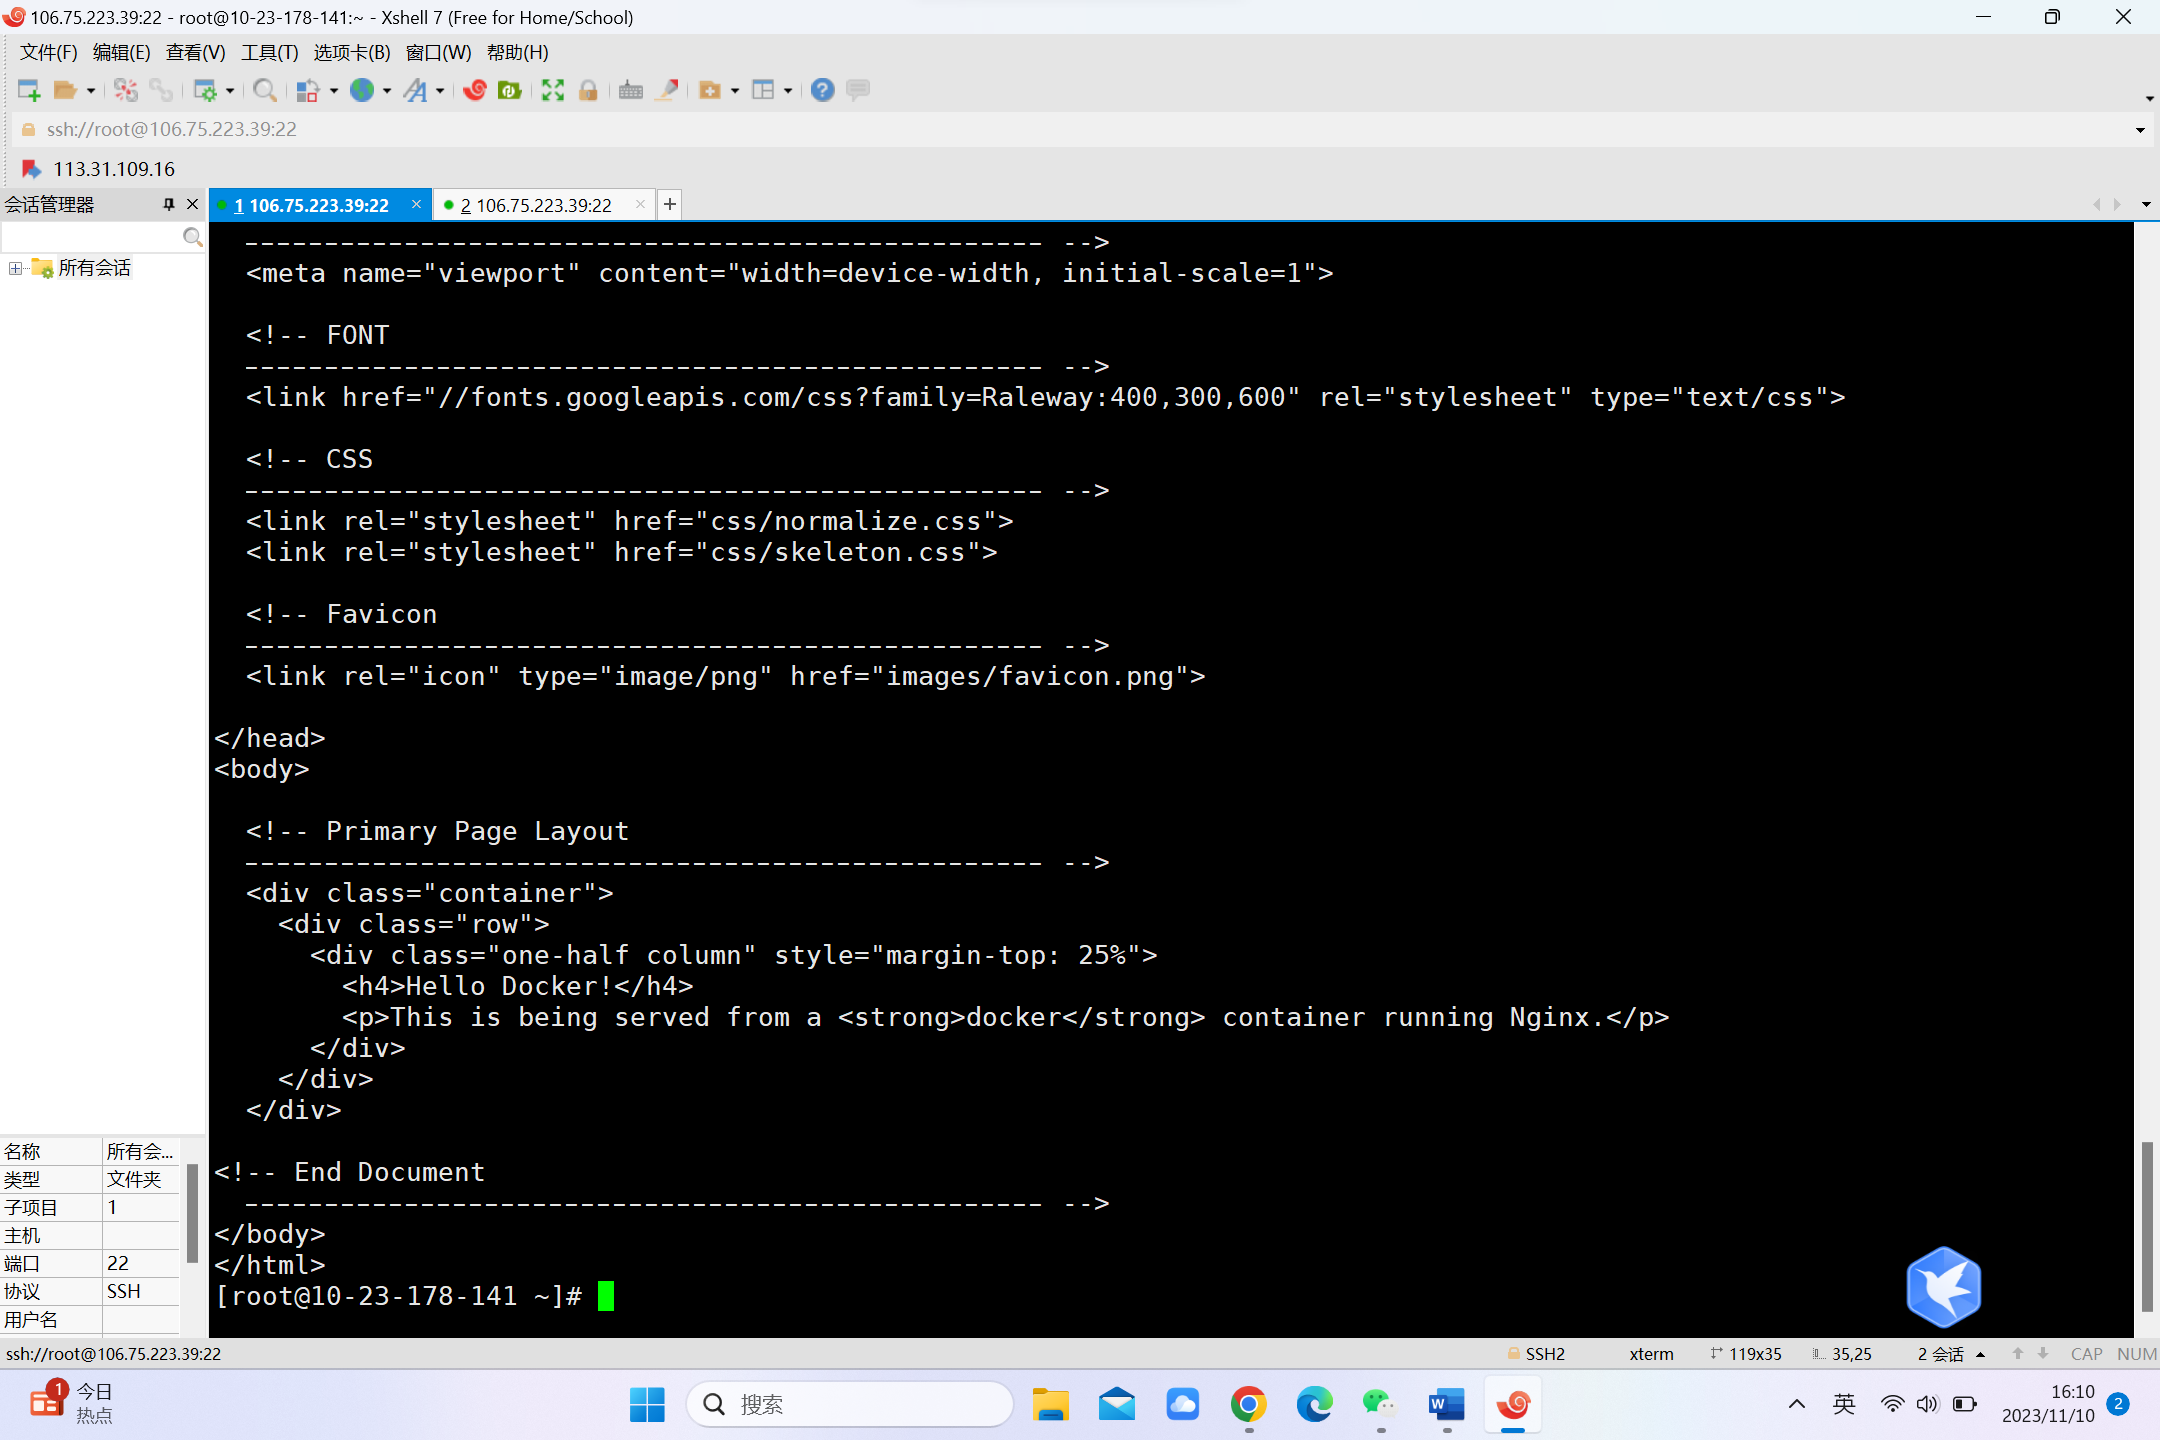 106.75.223.39:22 - root@10-23-178-141:~ - Xshell 7 (Free for Home/School)
文件(F) 编辑(E) 查看(V) 工具(T) 选项卡(B) 窗口(W) 帮助(H)
ssh://root@106.75.223.39:22
113.31.109.16
会话管理器
1 106.75.223.39:22
2 106.75.223.39:22
所有会话
-------------------------------------------------- -->
<meta name="viewport" content="width=device-width, initial-scale=1">
<!-- FONT
-------------------------------------------------- -->
<link href="//fonts.googleapis.com/css?family=Raleway:400,300,600" rel="stylesheet" type="text/css">
<!-- CSS
-------------------------------------------------- -->
<link rel="stylesheet" href="css/normalize.css">
<link rel="stylesheet" href="css/skeleton.css">
<!-- Favicon
-------------------------------------------------- -->
<link rel="icon" type="image/png" href="images/favicon.png">
</head>
<body>
<!-- Primary Page Layout
-------------------------------------------------- -->
<div class="container">
<div class="row">
<div class="one-half column" style="margin-top: 25%">
<h4>Hello Docker!</h4>
<p>This is being served from a <strong>docker</strong> container running Nginx.</p>
</div>
</div>
</div>
<!-- End Document
-------------------------------------------------- -->
</body>
</html>
[root@10-23-178-141 ~]#
名称 所有会...
类型 文件夹
子项目 1
主机
端口 22
协议 SSH
用户名
ssh://root@106.75.223.39:22 SSH2 xterm 119x35 35,25 2 会话 CAP NUM
1 今日
热点
搜索
英
16:10
2023/11/10
2